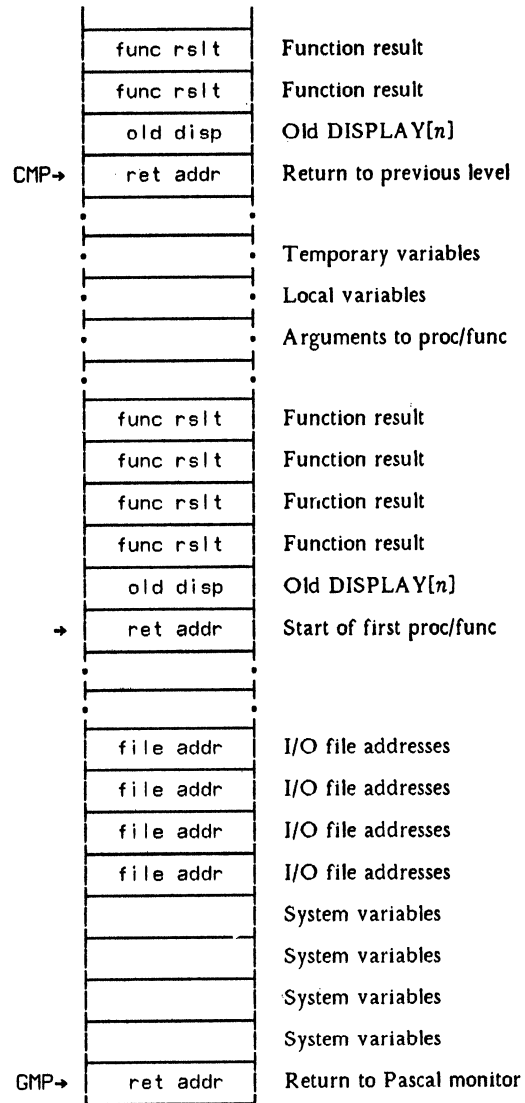 func rslt Function result
func rslt Function result
old disp Old DISPLAY[n]
CMP→ ret addr Return to previous level
Temporary variables
Local variables
Arguments to proc/func
func rslt Function result
func rslt Function result
func rslt Function result
func rslt Function result
old disp Old DISPLAY[n]
→ ret addr Start of first proc/func
file addr I/O file addresses
file addr I/O file addresses
file addr I/O file addresses
file addr I/O file addresses
System variables
System variables
System variables
System variables
GMP→ ret addr Return to Pascal monitor